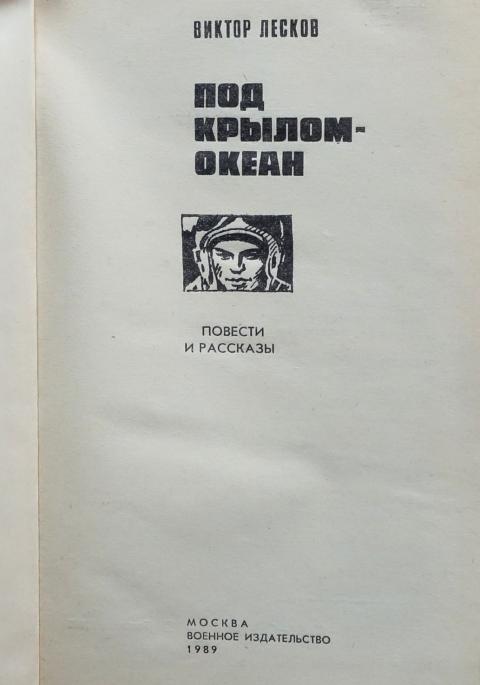 ВИКТОР ЛЕСКОВ
ПОД
КРЫЛОМ-
ОКЕАН
ПОВЕСТИ
И РАССКАЗЫ
МОСКВА
ВОЕННОЕ ИЗДАТЕЛЬСТВО
1989